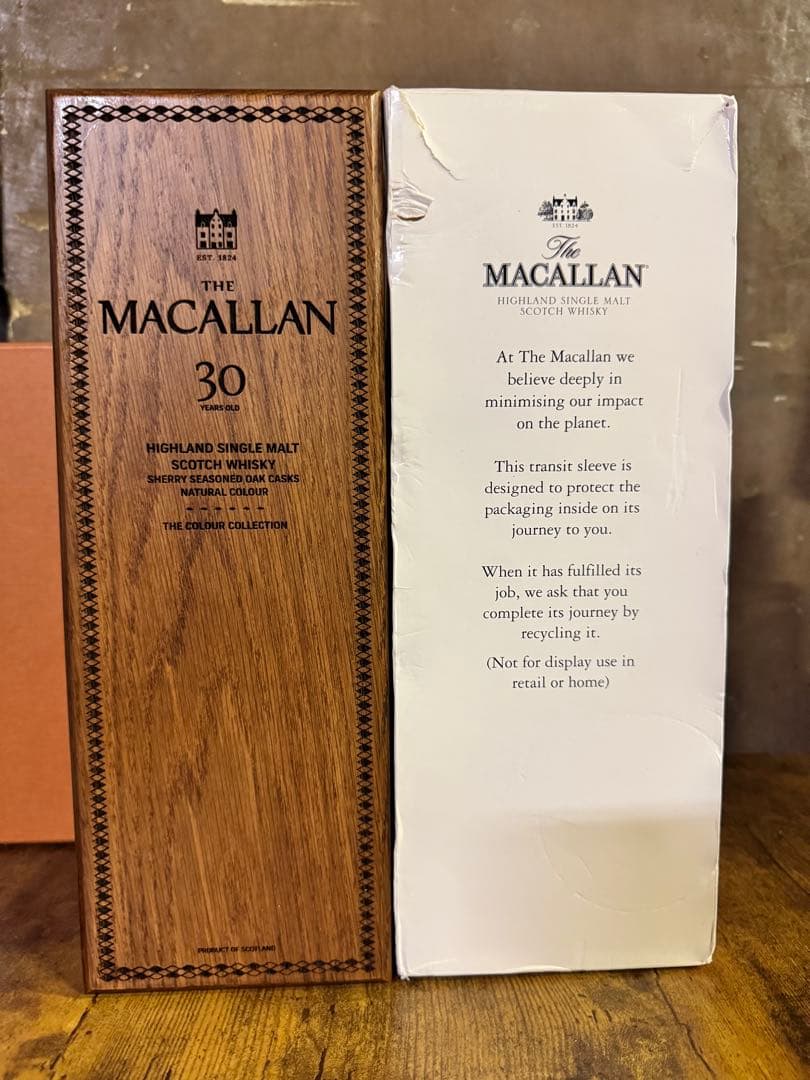 EST. 1824
THE
MACALLAN
30
YEARS OLD
HIGHLAND SINGLE MALT
SCOTCH WHISKY
SHERRY SEASONED OAK CASKS
NATURAL COLOUR
THE COLOUR COLLECTION
PRODUCT OF SCOTLAND
EST. 1824
The
MACALLAN
HIGHLAND SINGLE MALT
SCOTCH WHISKY
At The Macallan we
believe deeply in
minimising our impact
on the planet.
This transit sleeve is
designed to protect the
packaging inside on its
journey to you.
When it has fulfilled its
job, we ask that you
complete its journey by
recycling it.
(Not for display use in
retail or home)